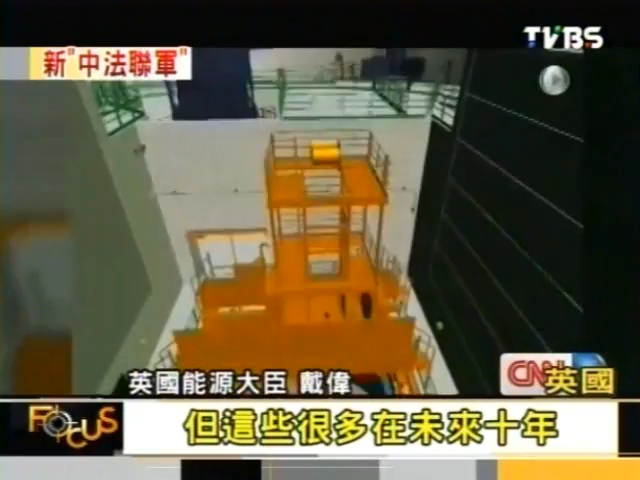 TVBS
新"中法聯軍"
英國能源大臣 戴偉
CNN 英國
FOCUS
但這些很多在未來十年